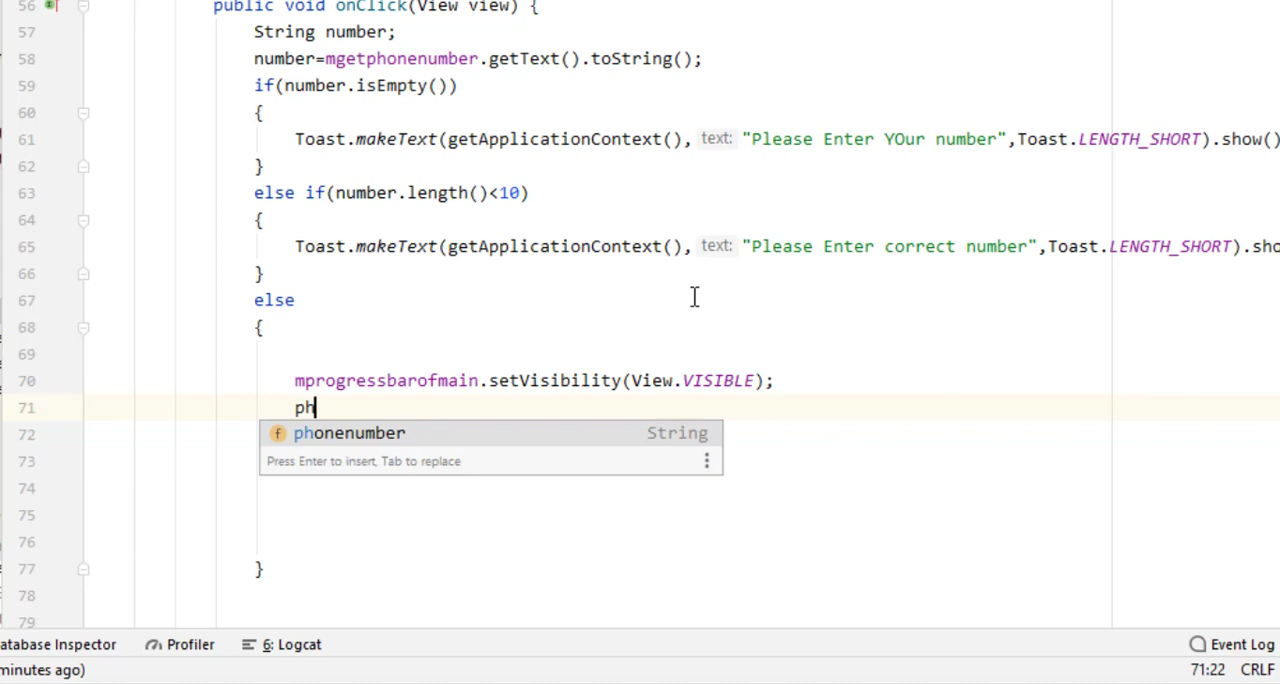 56 public void onClick(View view) {
57 String number;
58 number=mgetphonenumber.getText().toString();
59 if(number.isEmpty())
60 {
61 Toast.makeText(getApplicationContext(), text: "Please Enter YOur number",Toast.LENGTH_SHORT).show()
62 }
63 else if(number.length()<10)
64 {
65 Toast.makeText(getApplicationContext(), text: "Please Enter correct number",Toast.LENGTH_SHORT).sho
66 }
67 else
68 {
69
70 mprogressbarofmain.setVisibility(View.VISIBLE);
71 ph
72 f phonenumber String
73 Press Enter to insert, Tab to replace
74
75
76
77 }
78
79
atabase Inspector Profiler 6: Logcat Event Log
minutes ago) 71:22 CRLF